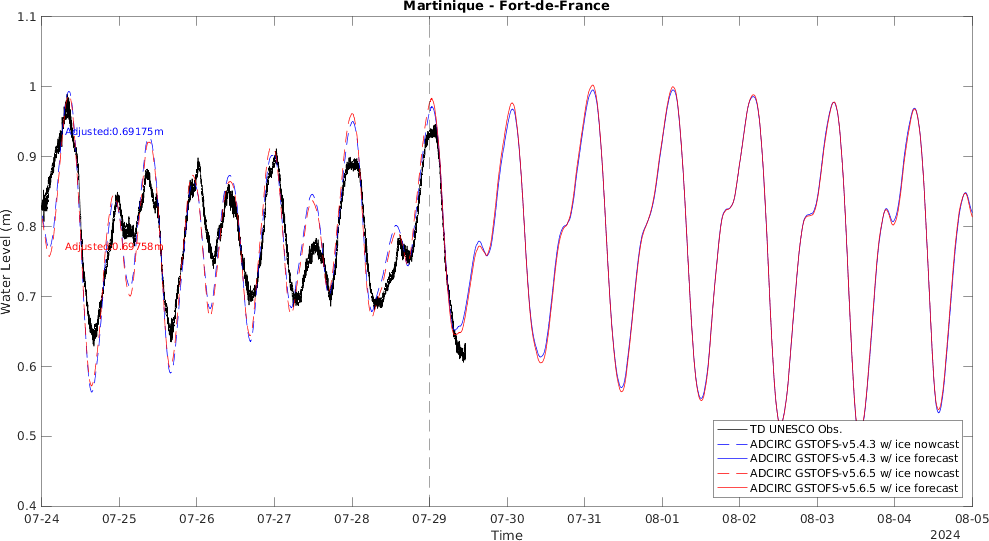 Martinique - Fort-de-France
1.1
1
0.9
0.8
0.7
0.6
0.5
0.4
Water Level (m)
Adjusted:0.69175m
Adjusted:0.69758m
TD UNESCO Obs.
ADCIRC GSTOFS-v5.4.3 w/ ice nowcast
ADCIRC GSTOFS-v5.4.3 w/ ice forecast
ADCIRC GSTOFS-v5.6.5 w/ ice nowcast
ADCIRC GSTOFS-v5.6.5 w/ ice forecast
07-24 07-25 07-26 07-27 07-28 07-29 07-30 07-31 08-01 08-02 08-03 08-04 08-05
Time
2024